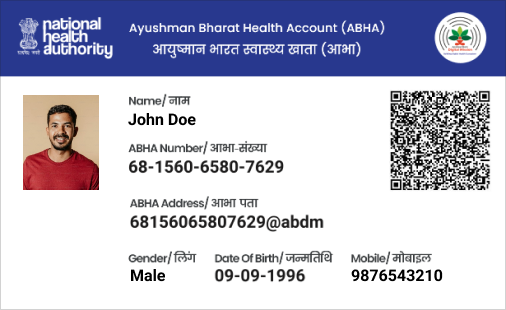 national
health
authority
Ayushman Bharat Health Account (ABHA)
आयुष्मान भारत स्वास्थ्य खाता (आभा)
Name/ नाम
John Doe
ABHA Number/ आभा-संख्या
68-1560-6580-7629
ABHA Address/ आभा पता
68156065807629@abdm
Gender/ लिंग Date Of Birth/ जन्मतिथि Mobile/ मोबाइल
Male 09-09-1996 9876543210